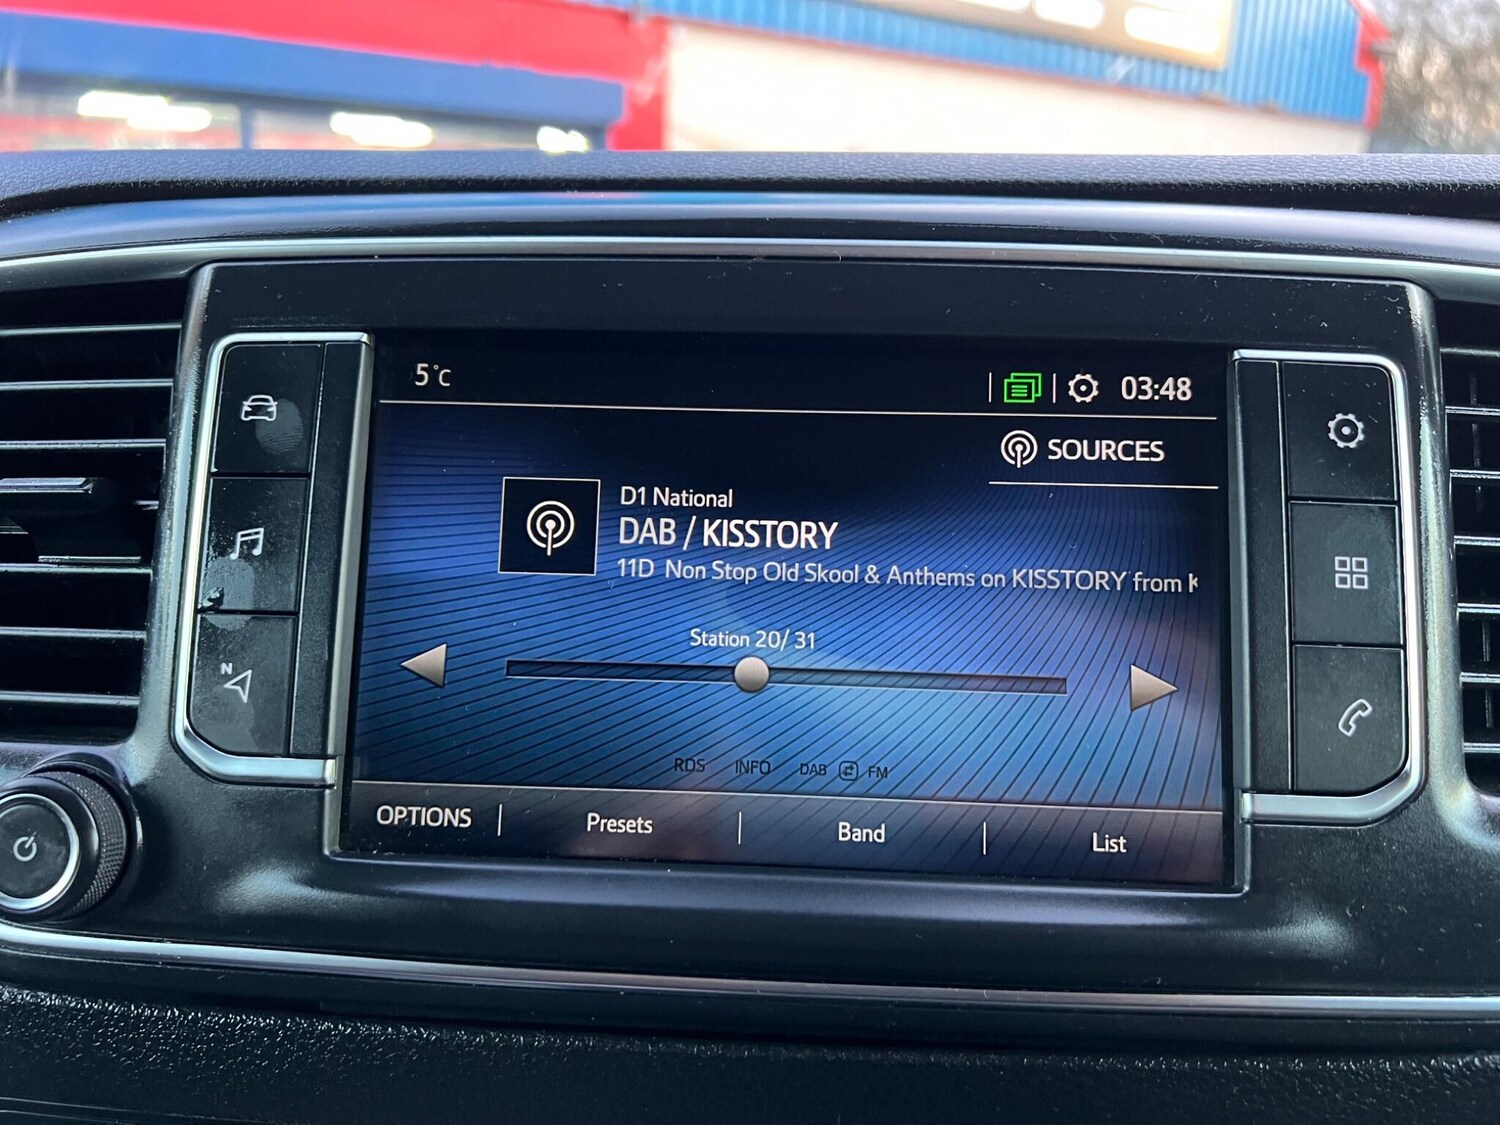 5°C
03:48
SOURCES
D1 National
DAB / KISSTORY
11D Non Stop Old Skool & Anthems on KISSTORY from K
Station 20/ 31
N
RDS INFO DAB FM
OPTIONS Presets Band List